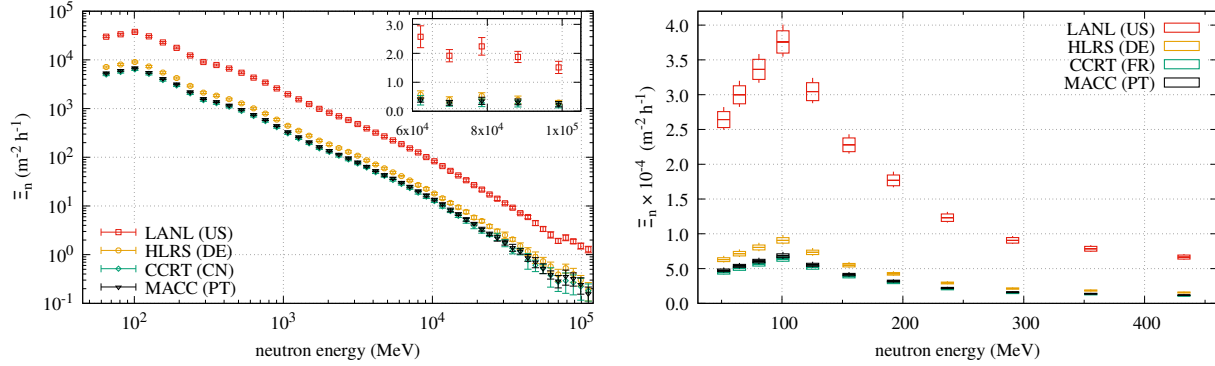 10^5
10^4
10^3
10^2
10^1
10^0
10^-1
Ξ_n (m^-2 h^-1)
10^2
10^3
10^4
10^5
neutron energy (MeV)
LANL (US)
HLRS (DE)
CCRT (CN)
MACC (PT)
3.0
2.0
1.0
0.0
6x10^4
8x10^4
1x10^5
4.0
3.5
3.0
2.5
2.0
1.5
1.0
5.0
0.0
Ξ_n × 10^-4 (m^-2 h^-1)
100
200
300
400
neutron energy (MeV)
LANL (US)
HLRS (DE)
CCRT (FR)
MACC (PT)